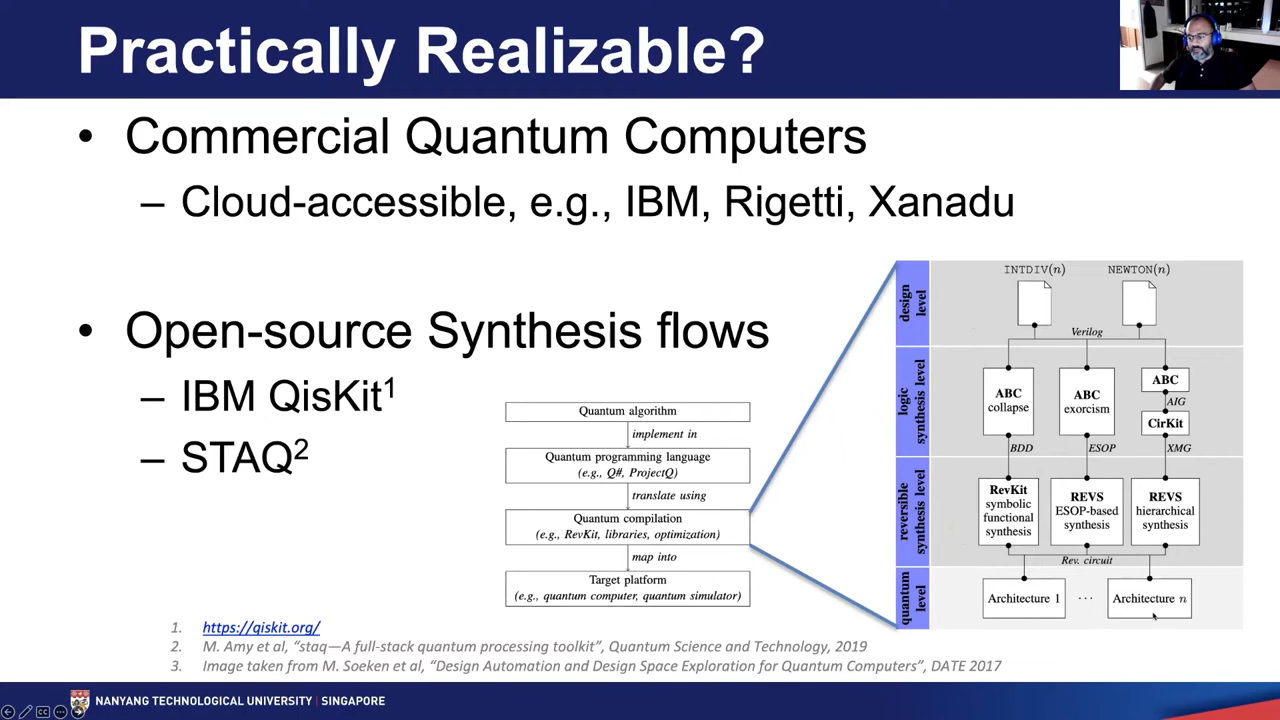 Practically Realizable?
• Commercial Quantum Computers
– Cloud-accessible, e.g., IBM, Rigetti, Xanadu
• Open-source Synthesis flows
– IBM QisKit1
– STAQ2
Quantum algorithm
implement in
Quantum programming language
(e.g., Q#, ProjectQ)
translate using
Quantum compilation
(e.g., RevKit, libraries, optimization)
map into
Target platform
(e.g., quantum computer, quantum simulator)
design level
INTDIV(n) NEWTON(n)
Verilog
logic synthesis level
ABC collapse
ABC exorcism
ABC
AIG
CirKit
BDD ESOP XMG
reversible synthesis level
RevKit symbolic functional synthesis
REVS ESOP-based synthesis
REVS hierarchical synthesis
Rev. circuit
quantum level
Architecture 1 ··· Architecture n
1. https://qiskit.org/
2. M. Amy et al, “staq—A full-stack quantum processing toolkit”, Quantum Science and Technology, 2019
3. Image taken from M. Soeken et al, “Design Automation and Design Space Exploration for Quantum Computers”, DATE 2017
NANYANG TECHNOLOGICAL UNIVERSITY | SINGAPORE